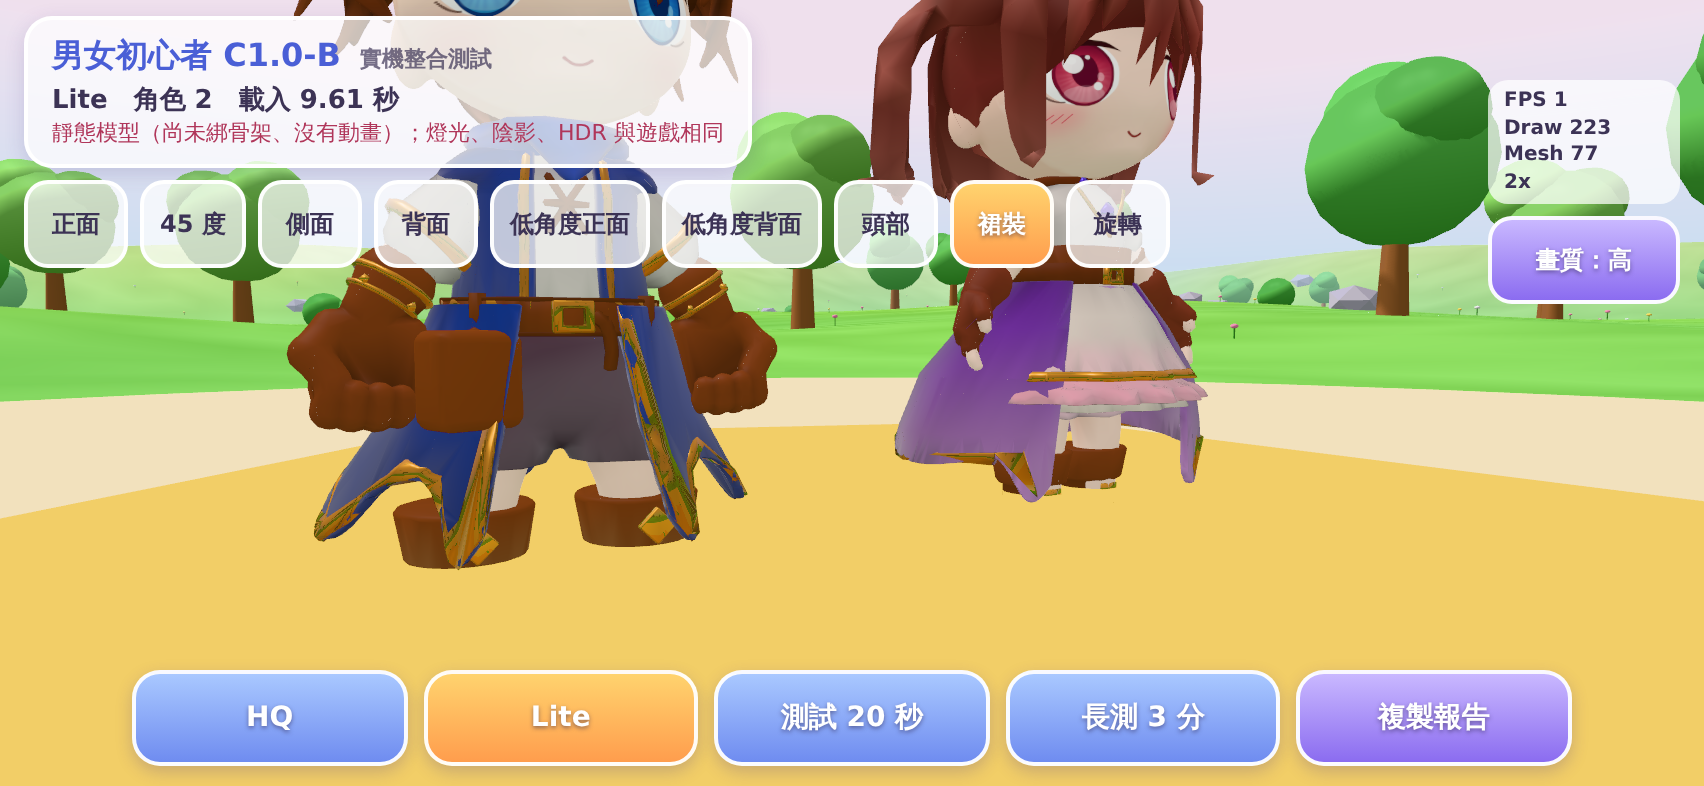 男女初心者 C1.0-B 實機整合測試
Lite 角色 2 載入 9.61 秒
靜態模型（尚未綁骨架、沒有動畫）；燈光、陰影、HDR 與遊戲相同
FPS 1
Draw 223
Mesh 77
2x
正面 45 度 側面 背面 低角度正面 低角度背面 頭部 裙裝 旋轉
畫質：高
HQ Lite 測試 20 秒 長測 3 分 複製報告